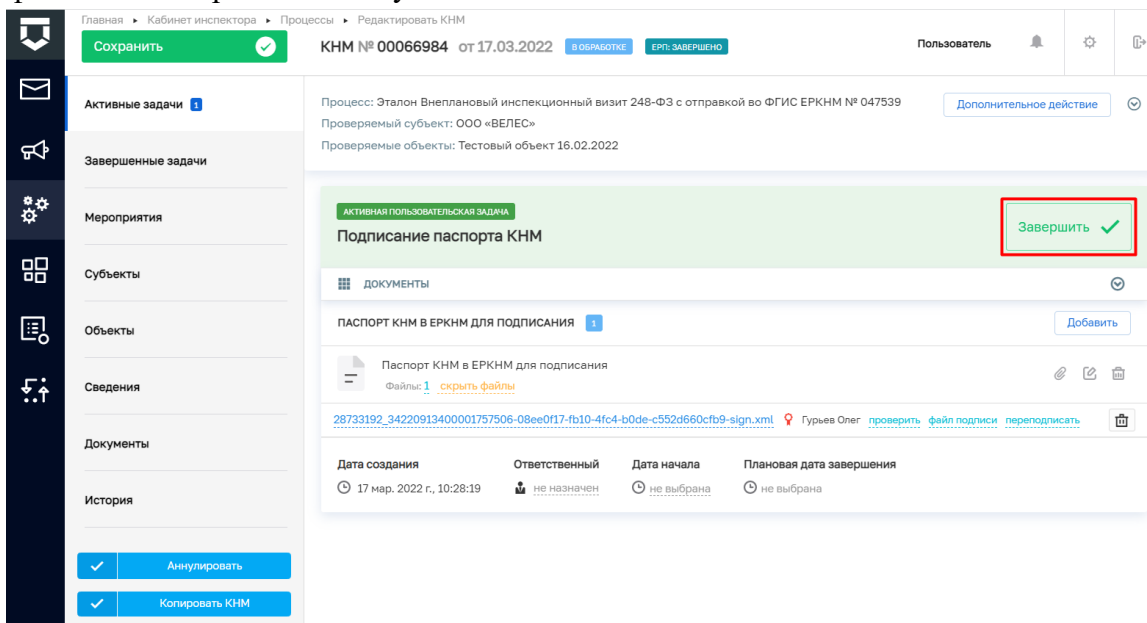 Главная ▸ Кабинет инспектора ▸ Процессы ▸ Редактировать КНМ
Сохранить
КНМ № 00066984 от 17.03.2022 В ОБРАБОТКЕ ЕРП: ЗАВЕРШЕНО
Пользователь
Активные задачи 1
Завершенные задачи
Мероприятия
Субъекты
Объекты
Сведения
Документы
История
Аннулировать
Копировать КНМ
Процесс: Эталон Внеплановый инспекционный визит 248-ФЗ с отправкой во ФГИС ЕРКНМ № 047539
Дополнительное действие
Проверяемый субъект: ООО «ВЕЛЕС»
Проверяемые объекты: Тестовый объект 16.02.2022
АКТИВНАЯ ПОЛЬЗОВАТЕЛЬСКАЯ ЗАДАЧА
Подписание паспорта КНМ
Завершить
ДОКУМЕНТЫ
ПАСПОРТ КНМ В ЕРКНМ ДЛЯ ПОДПИСАНИЯ 1
Добавить
Паспорт КНМ в ЕРКНМ для подписания
Файлы: 1 скрыть файлы
28733192_34220913400001757506-08ee0f17-fb10-4fc4-b0de-c552d660cfb9-sign.xml Гурьев Олег проверить файл подписи переподписать
Дата создания Ответственный Дата начала Плановая дата завершения
17 мар. 2022 г., 10:28:19 не назначен не выбрана не выбрана